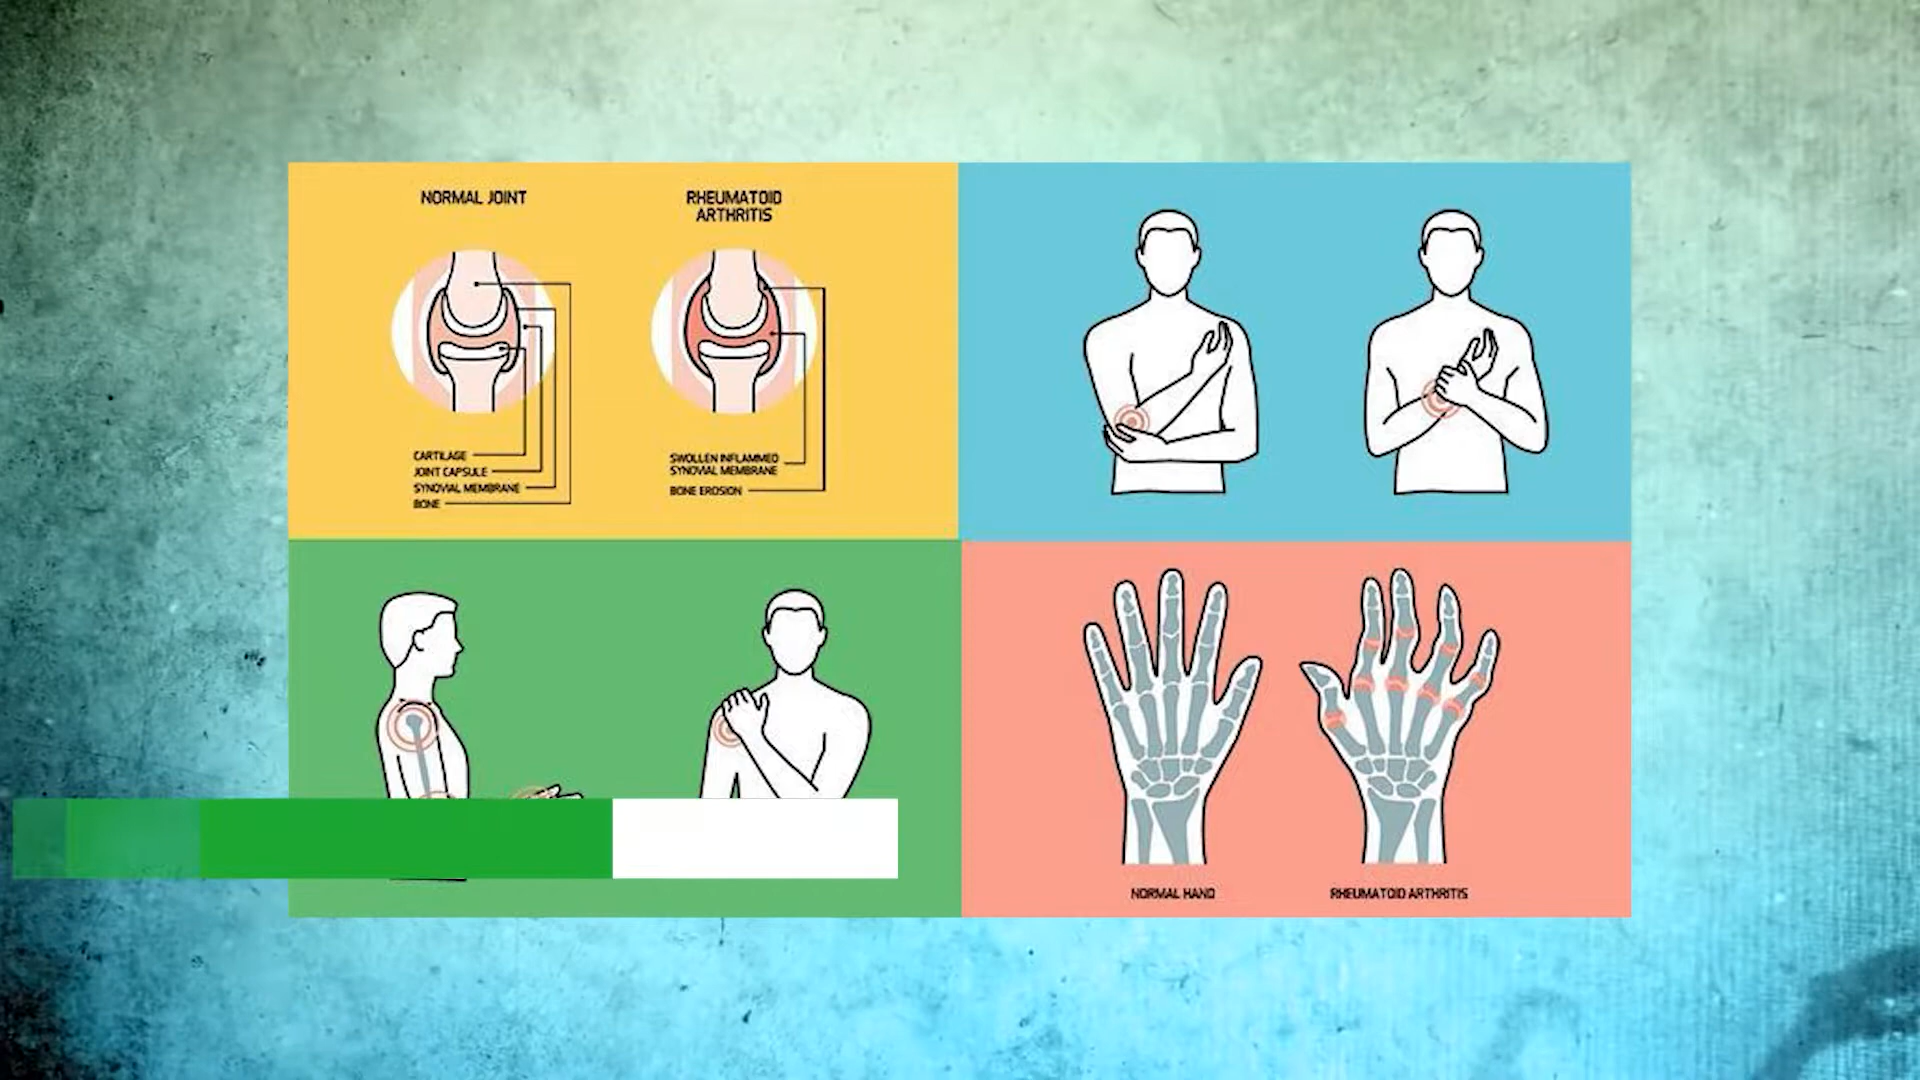 NORMAL JOINT
RHEUMATOID
ARTHRITIS
CARTILAGE
JOINT CAPSULE
SYNOVIAL MEMBRANE
BONE
SWOLLEN INFLAMMED
SYNOVIAL MEMBRANE
BONE EROSION
NORMAL HAND
RHEUMATOID ARTHRITIS